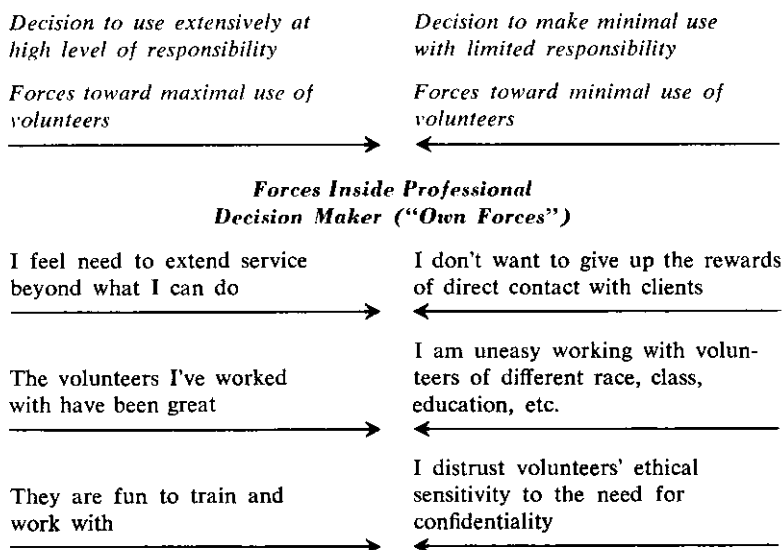 Decision to use extensively at
high level of responsibility
Decision to make minimal use
with limited responsibility
Forces toward maximal use of
volunteers
Forces toward minimal use of
volunteers
Forces Inside Professional
Decision Maker ("Own Forces")
I feel need to extend service
beyond what I can do
I don't want to give up the rewards
of direct contact with clients
The volunteers I've worked
with have been great
I am uneasy working with volun-
teers of different race, class,
education, etc.
They are fun to train and
work with
I distrust volunteers' ethical
sensitivity to the need for
confidentiality